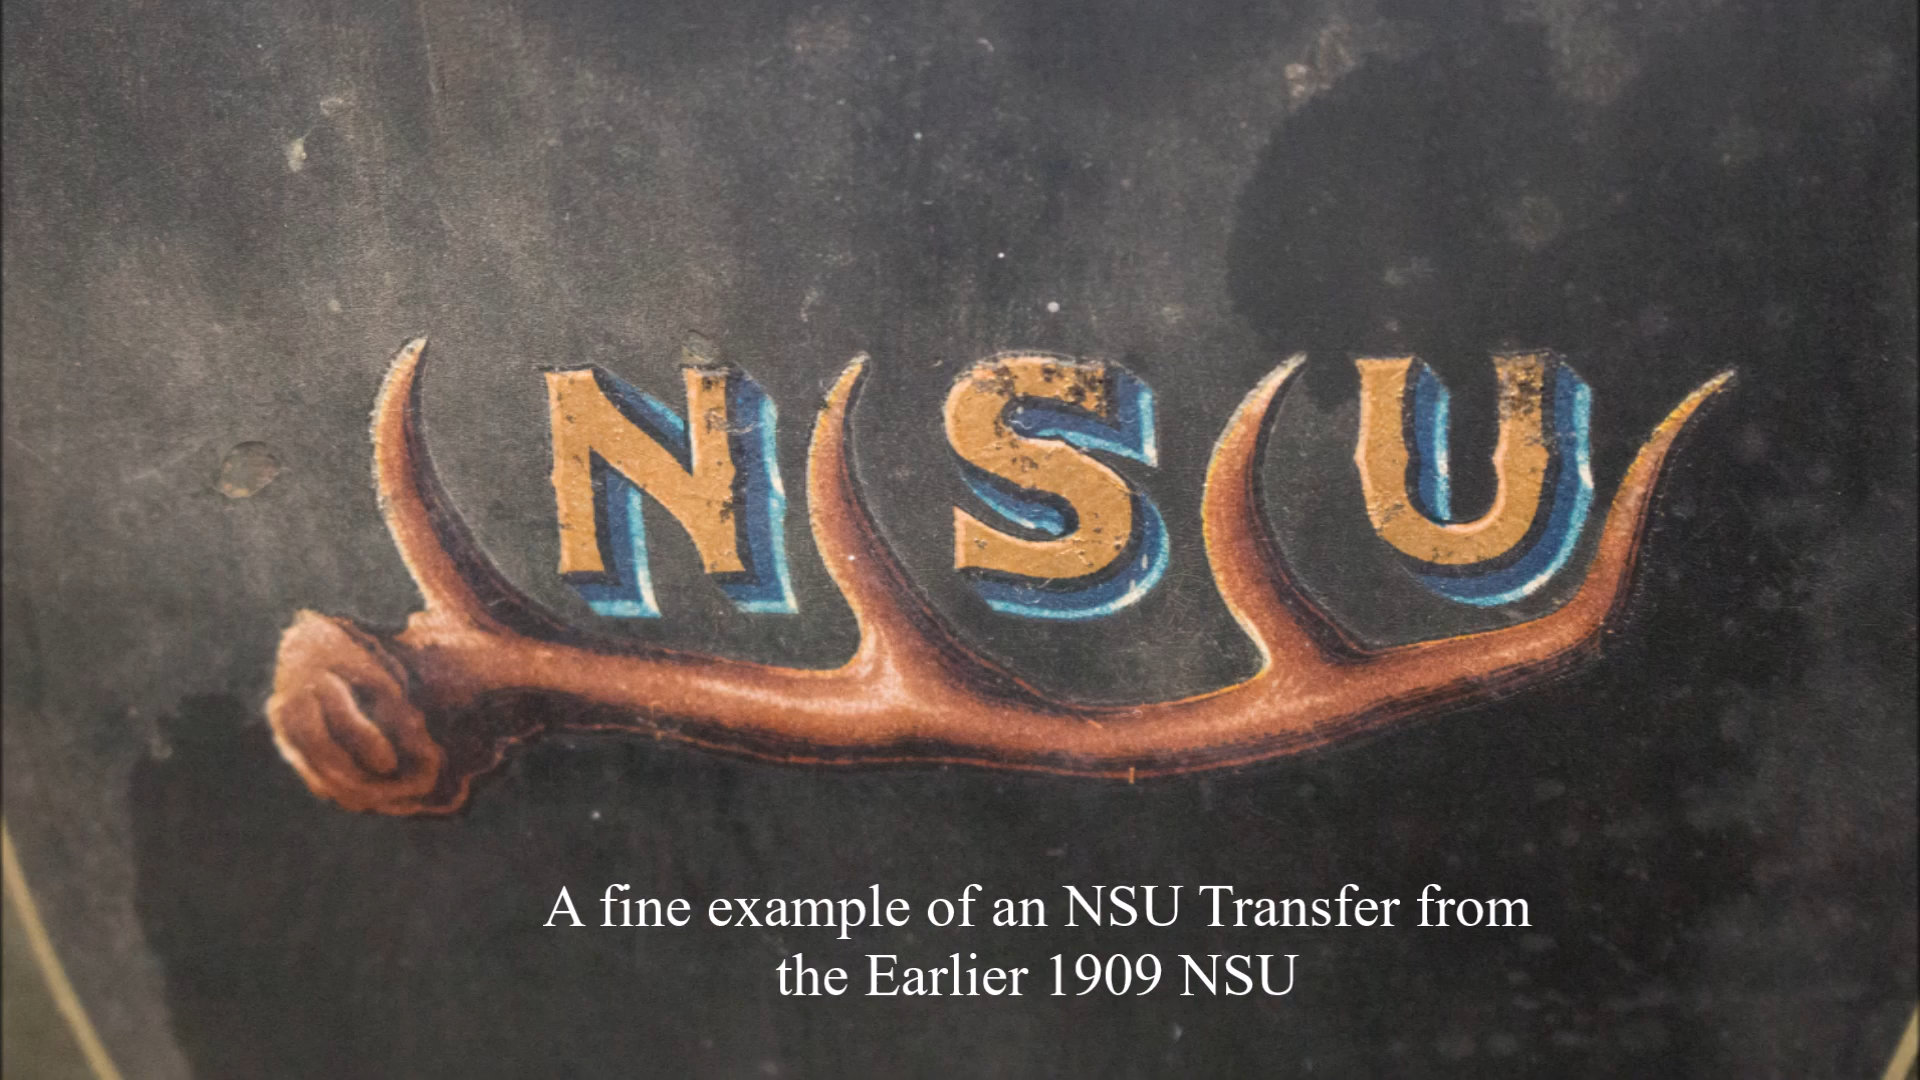 NSU
A fine example of an NSU Transfer from
the Earlier 1909 NSU